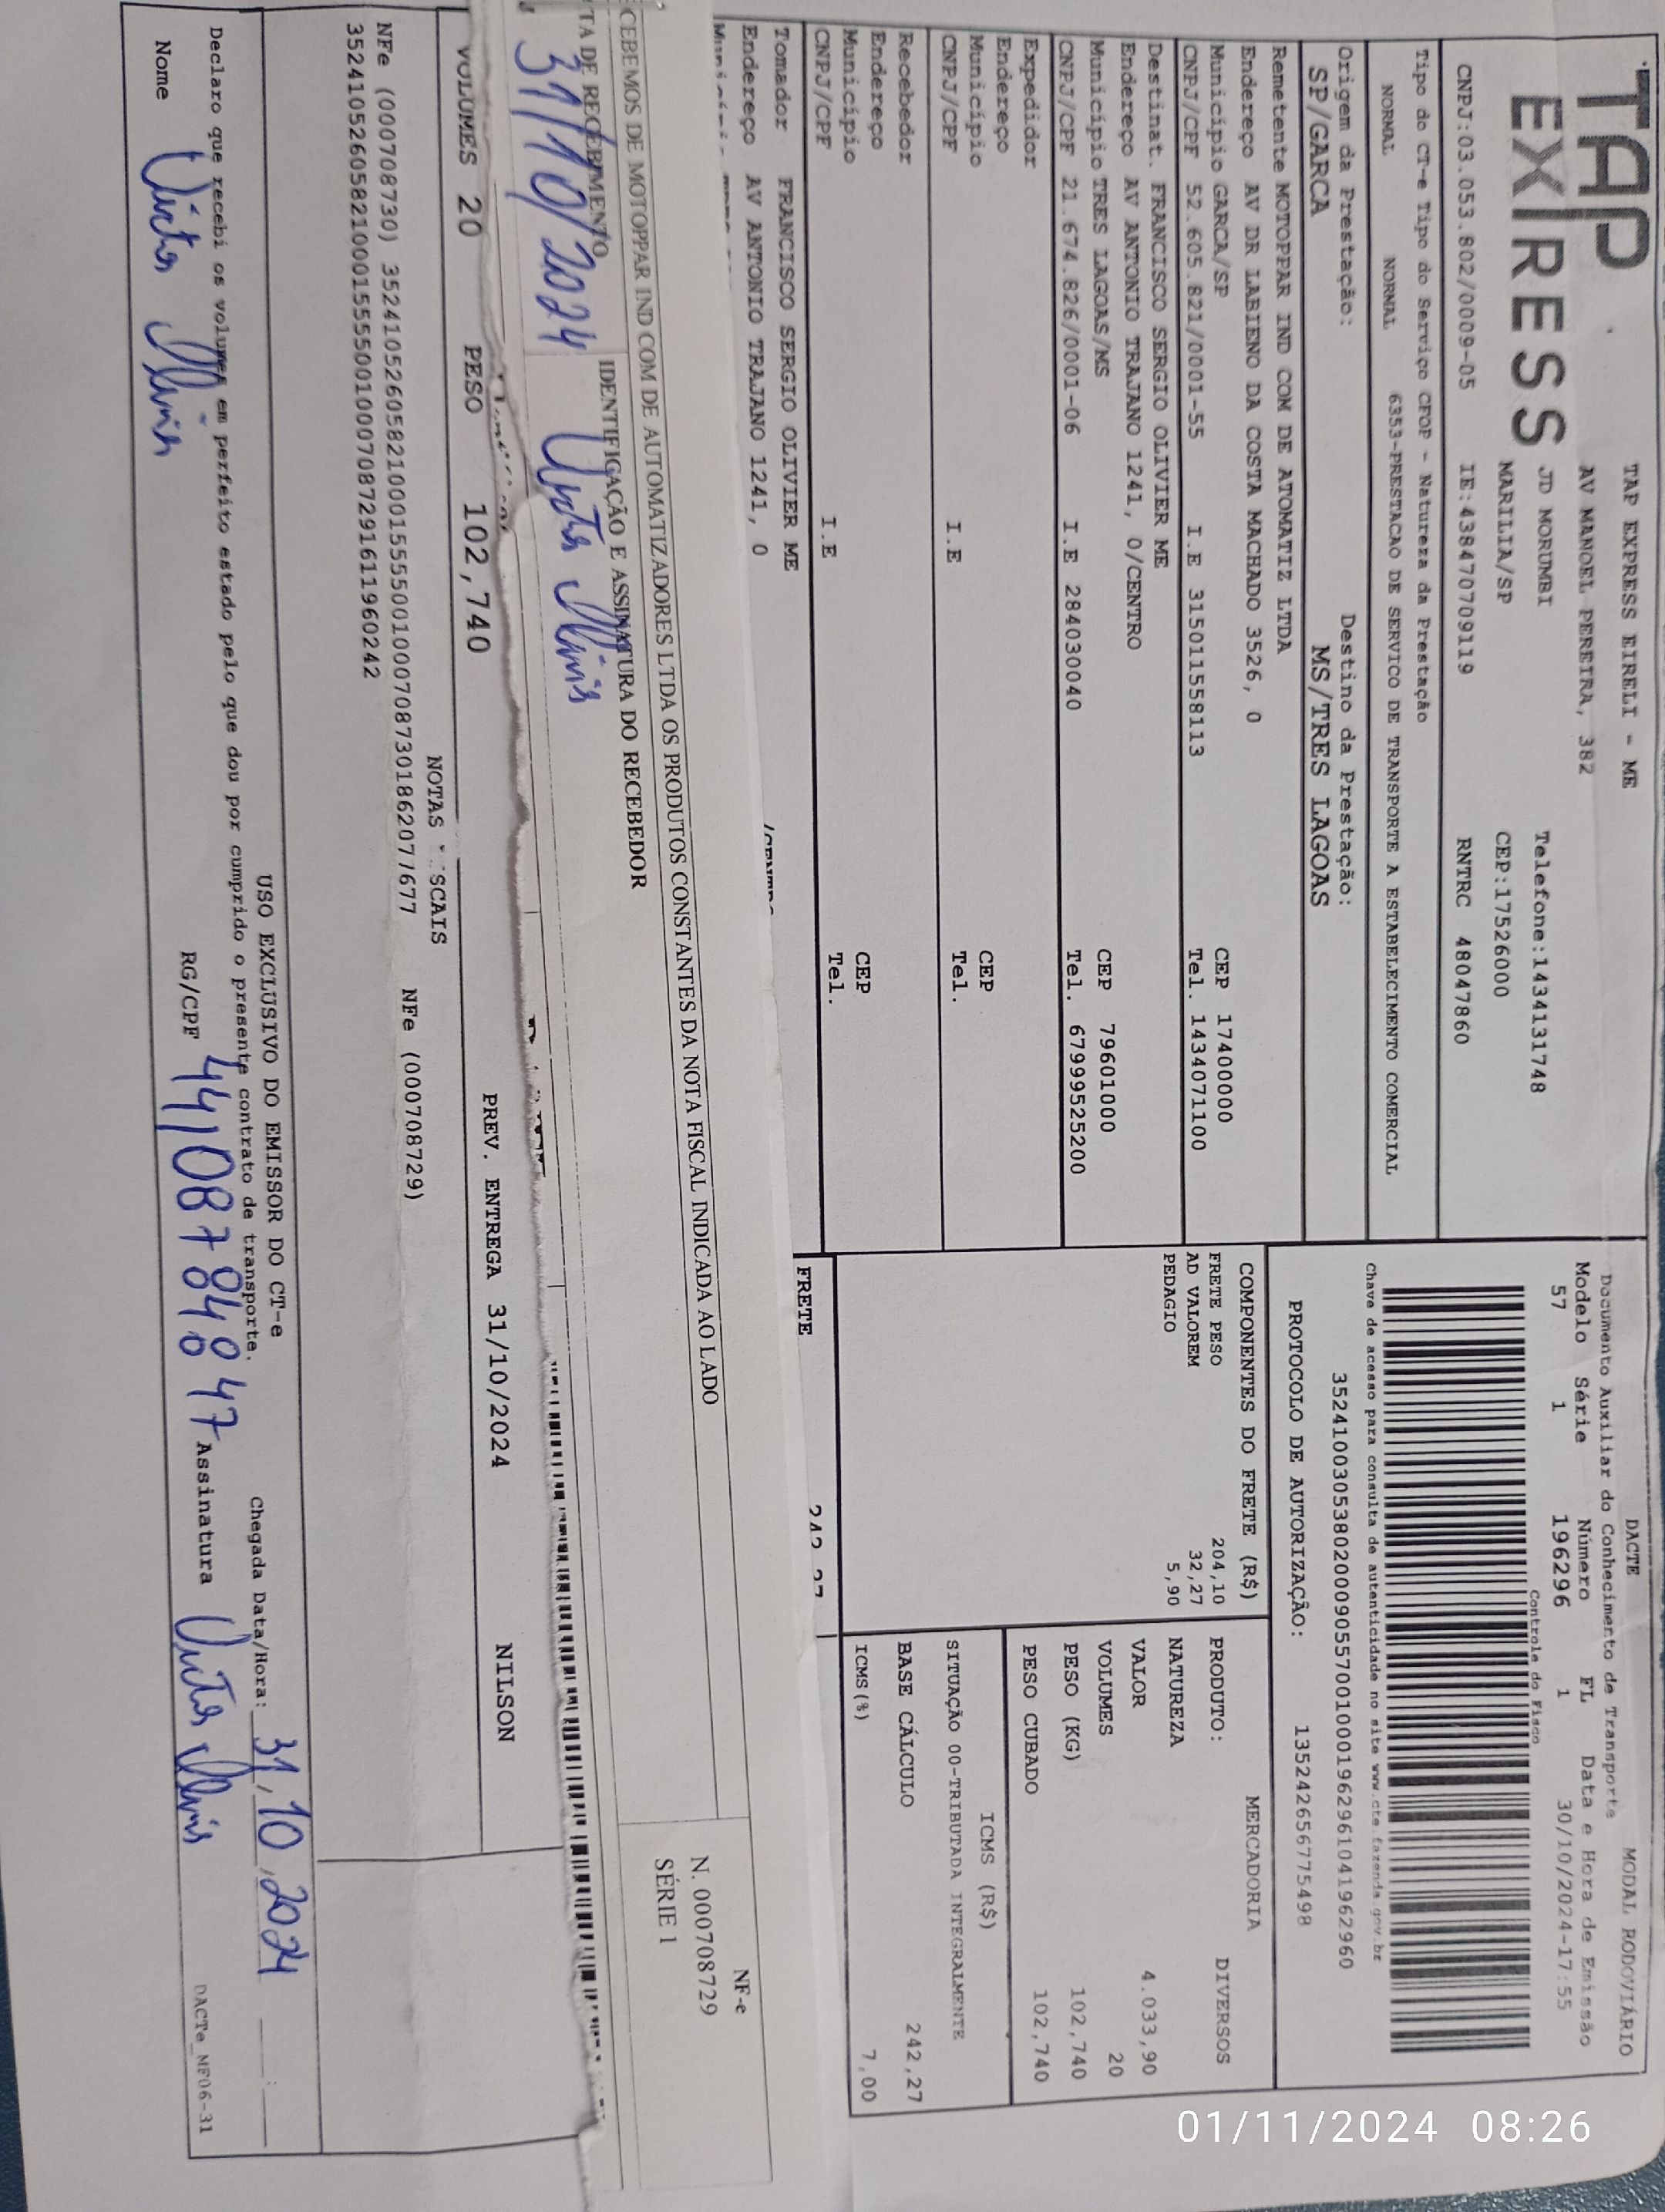 TAP
EXPRESS
TAP EXPRESS EIRELI - ME
AV MANOEL PEREIRA, 382
JD MORUMBI Telefone:1434131748
MARILIA/SP CEP:17526000
CNPJ:03.053.802/0009-05 IE:438470709119 RNTRC 48047860
DACTE MODAL RODOVIÁRIO
Documento Auxiliar do Conhecimento de Transporte
Modelo Série Número FL Data e Hora de Emissão
57 1 196296 1 30/10/2024-17:55
Controle do Fisco
Chave de acesso para consulta de autenticidade no site www.cte.fazenda.gov.br
35241003053802000905570010001962961041962960
PROTOCOLO DE AUTORIZAÇÃO: 135242656775498
Tipo do CT-e Tipo do Serviço CFOP - Natureza da Prestação
NORMAL NORMAL 6353-PRESTACAO DE SERVICO DE TRANSPORTE A ESTABELECIMENTO COMERCIAL
Origem da Prestação: Destino da Prestação:
SP/GARCA MS/TRES LAGOAS
Remetente MOTOPPAR IND COM DE ATOMATIZ LTDA
Endereço AV DR LABIENO DA COSTA MACHADO 3526, 0
Município GARCA/SP CEP 17400000
CNPJ/CPF 52.605.821/0001-55 I.E 315011558113 Tel. 1434071100
Destinat. FRANCISCO SERGIO OLIVIER ME
Endereço AV ANTONIO TRAJANO 1241, 0/CENTRO
Município TRES LAGOAS/MS CEP 79601000
CNPJ/CPF 21.674.826/0001-06 I.E 284030040 Tel. 67999525200
Expedidor
Endereço
Município CEP
CNPJ/CPF I.E Tel.
Recebedor
Endereço
Município CEP
CNPJ/CPF I.E Tel.
Tomador FRANCISCO SERGIO OLIVIER ME
Endereço AV ANTONIO TRAJANO 1241, 0 /CENTRO
COMPONENTES DO FRETE (R$)
FRETE PESO 204,10
AD VALOREM 32,27
PEDAGIO 5,90
FRETE 242,27
MERCADORIA
PRODUTO: DIVERSOS
NATUREZA
VALOR 4.033,90
VOLUMES 20
PESO (KG) 102,740
PESO CUBADO 102,740
ICMS (R$)
SITUAÇÃO 00-TRIBUTADA INTEGRALMENTE
BASE CÁLCULO 242,27
ICMS(%) 7,00
CEBEMOS DE MOTOPPAR IND COM DE AUTOMATIZADORES LTDA OS PRODUTOS CONSTANTES DA NOTA FISCAL INDICADA AO LADO
TA DE RECEBIMENTO IDENTIFICAÇÃO E ASSINATURA DO RECEBEDOR
31/10/2024
NF-e
N. 000708729
SÉRIE 1
VOLUMES 20 PESO 102,740 PREV. ENTREGA 31/10/2024 NILSON
NOTAS SCAIS
NFe (000708730) 35241052605821000155550010007087301862077677 NFe (000708729)
35241052605821000155550010007087291611960242
USO EXCLUSIVO DO EMISSOR DO CT-e
Declaro que recebi os volumes em perfeito estado pelo que dou por cumprido o presente contrato de transporte.
Chegada Data/Hora: 31, 10, 2024 :
Nome RG/CPF 44108784847 Assinatura
DACTe_NF06-31
01/11/2024 08:26